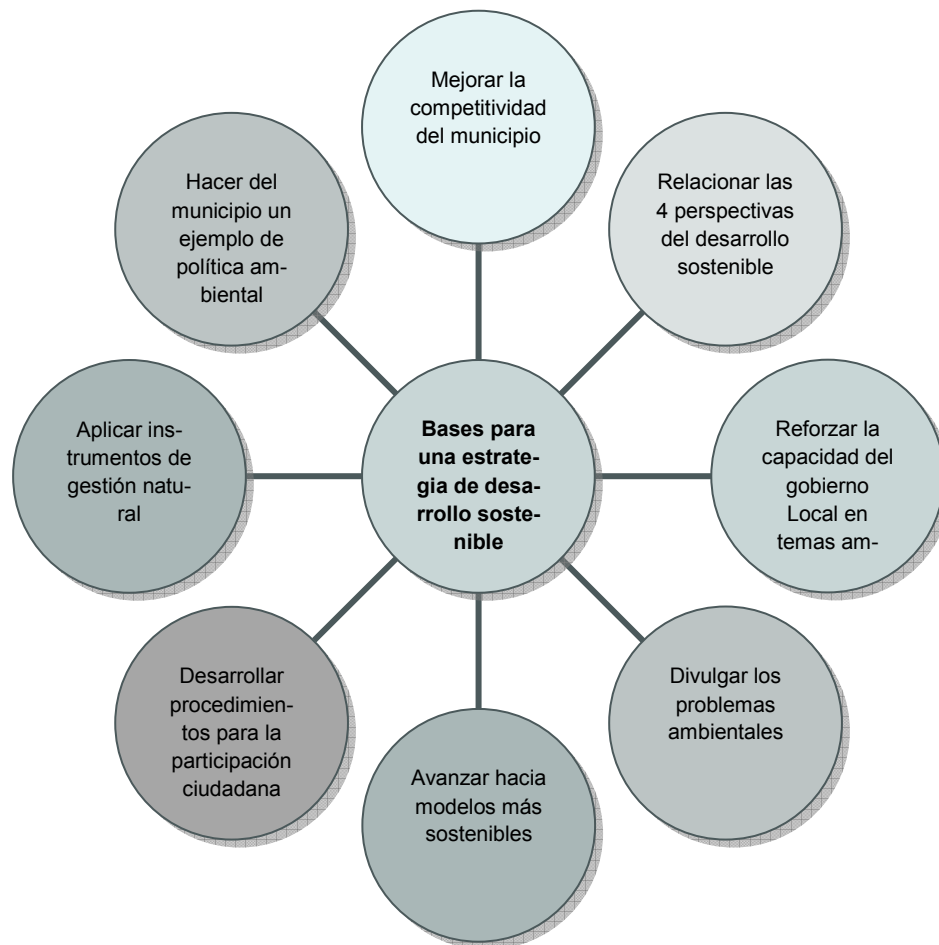 Mejorar la
competitividad
del municipio
Relacionar las
4 perspectivas
del desarrollo
sostenible
Reforzar la
capacidad del
gobierno
Local en
temas am-
Divulgar los
problemas
ambientales
Avanzar hacia
modelos más
sostenibles
Desarrollar
procedimien-
tos para la
participación
ciudadana
Aplicar ins-
trumentos de
gestión natu-
ral
Hacer del
municipio un
ejemplo de
política am-
biental
Bases para
una estrate-
gia de desa-
rrollo soste-
nible